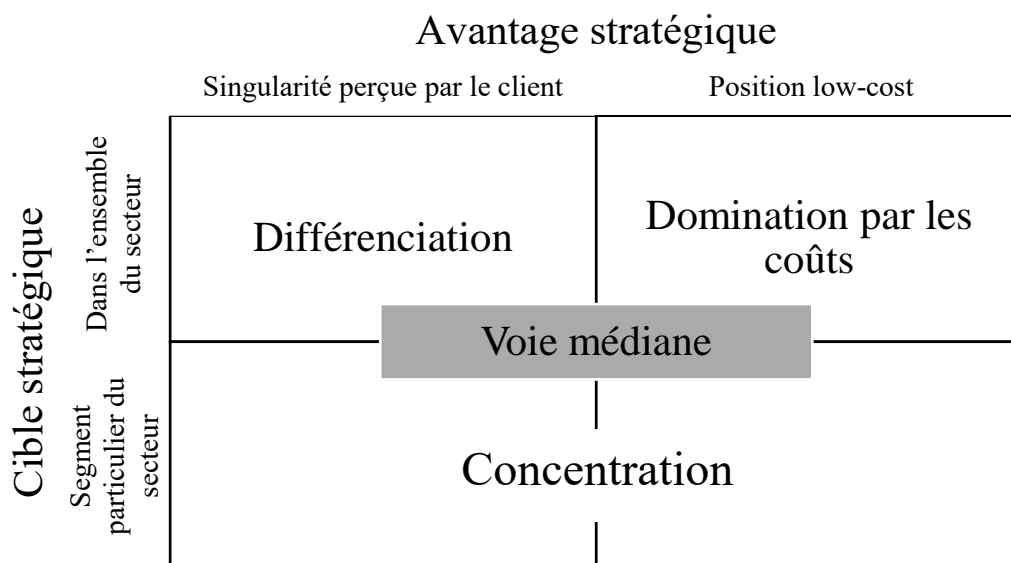 Avantage stratégique
Singularité perçue par le client
Position low-cost
Cible stratégique
Dans l’ensemble
du secteur
Différenciation
Domination par les
coûts
Voie médiane
Segment
particulier du
secteur
Concentration